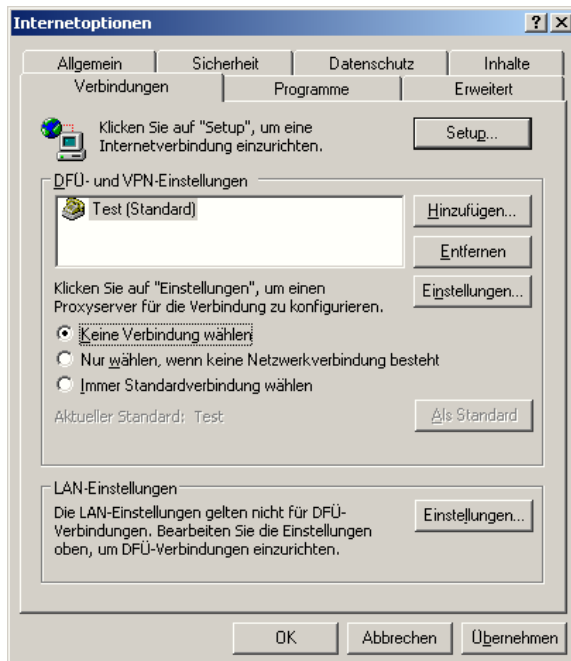 Internetoptionen
Allgemein Sicherheit Datenschutz Inhalte
Verbindungen Programme Erweitert
Klicken Sie auf "Setup", um eine
Internetverbindung einzurichten.
Setup...
DFÜ- und VPN-Einstellungen
Test (Standard)
Hinzufügen...
Entfernen
Klicken Sie auf "Einstellungen", um einen
Proxyserver für die Verbindung zu konfigurieren.
Einstellungen...
Keine Verbindung wählen
Nur wählen, wenn keine Netzwerkverbindung besteht
Immer Standardverbindung wählen
Aktueller Standard: Test
Als Standard
LAN-Einstellungen
Die LAN-Einstellungen gelten nicht für DFÜ-
Verbindungen. Bearbeiten Sie die Einstellungen
oben, um DFÜ-Verbindungen einzurichten.
Einstellungen...
OK Abbrechen Übernehmen